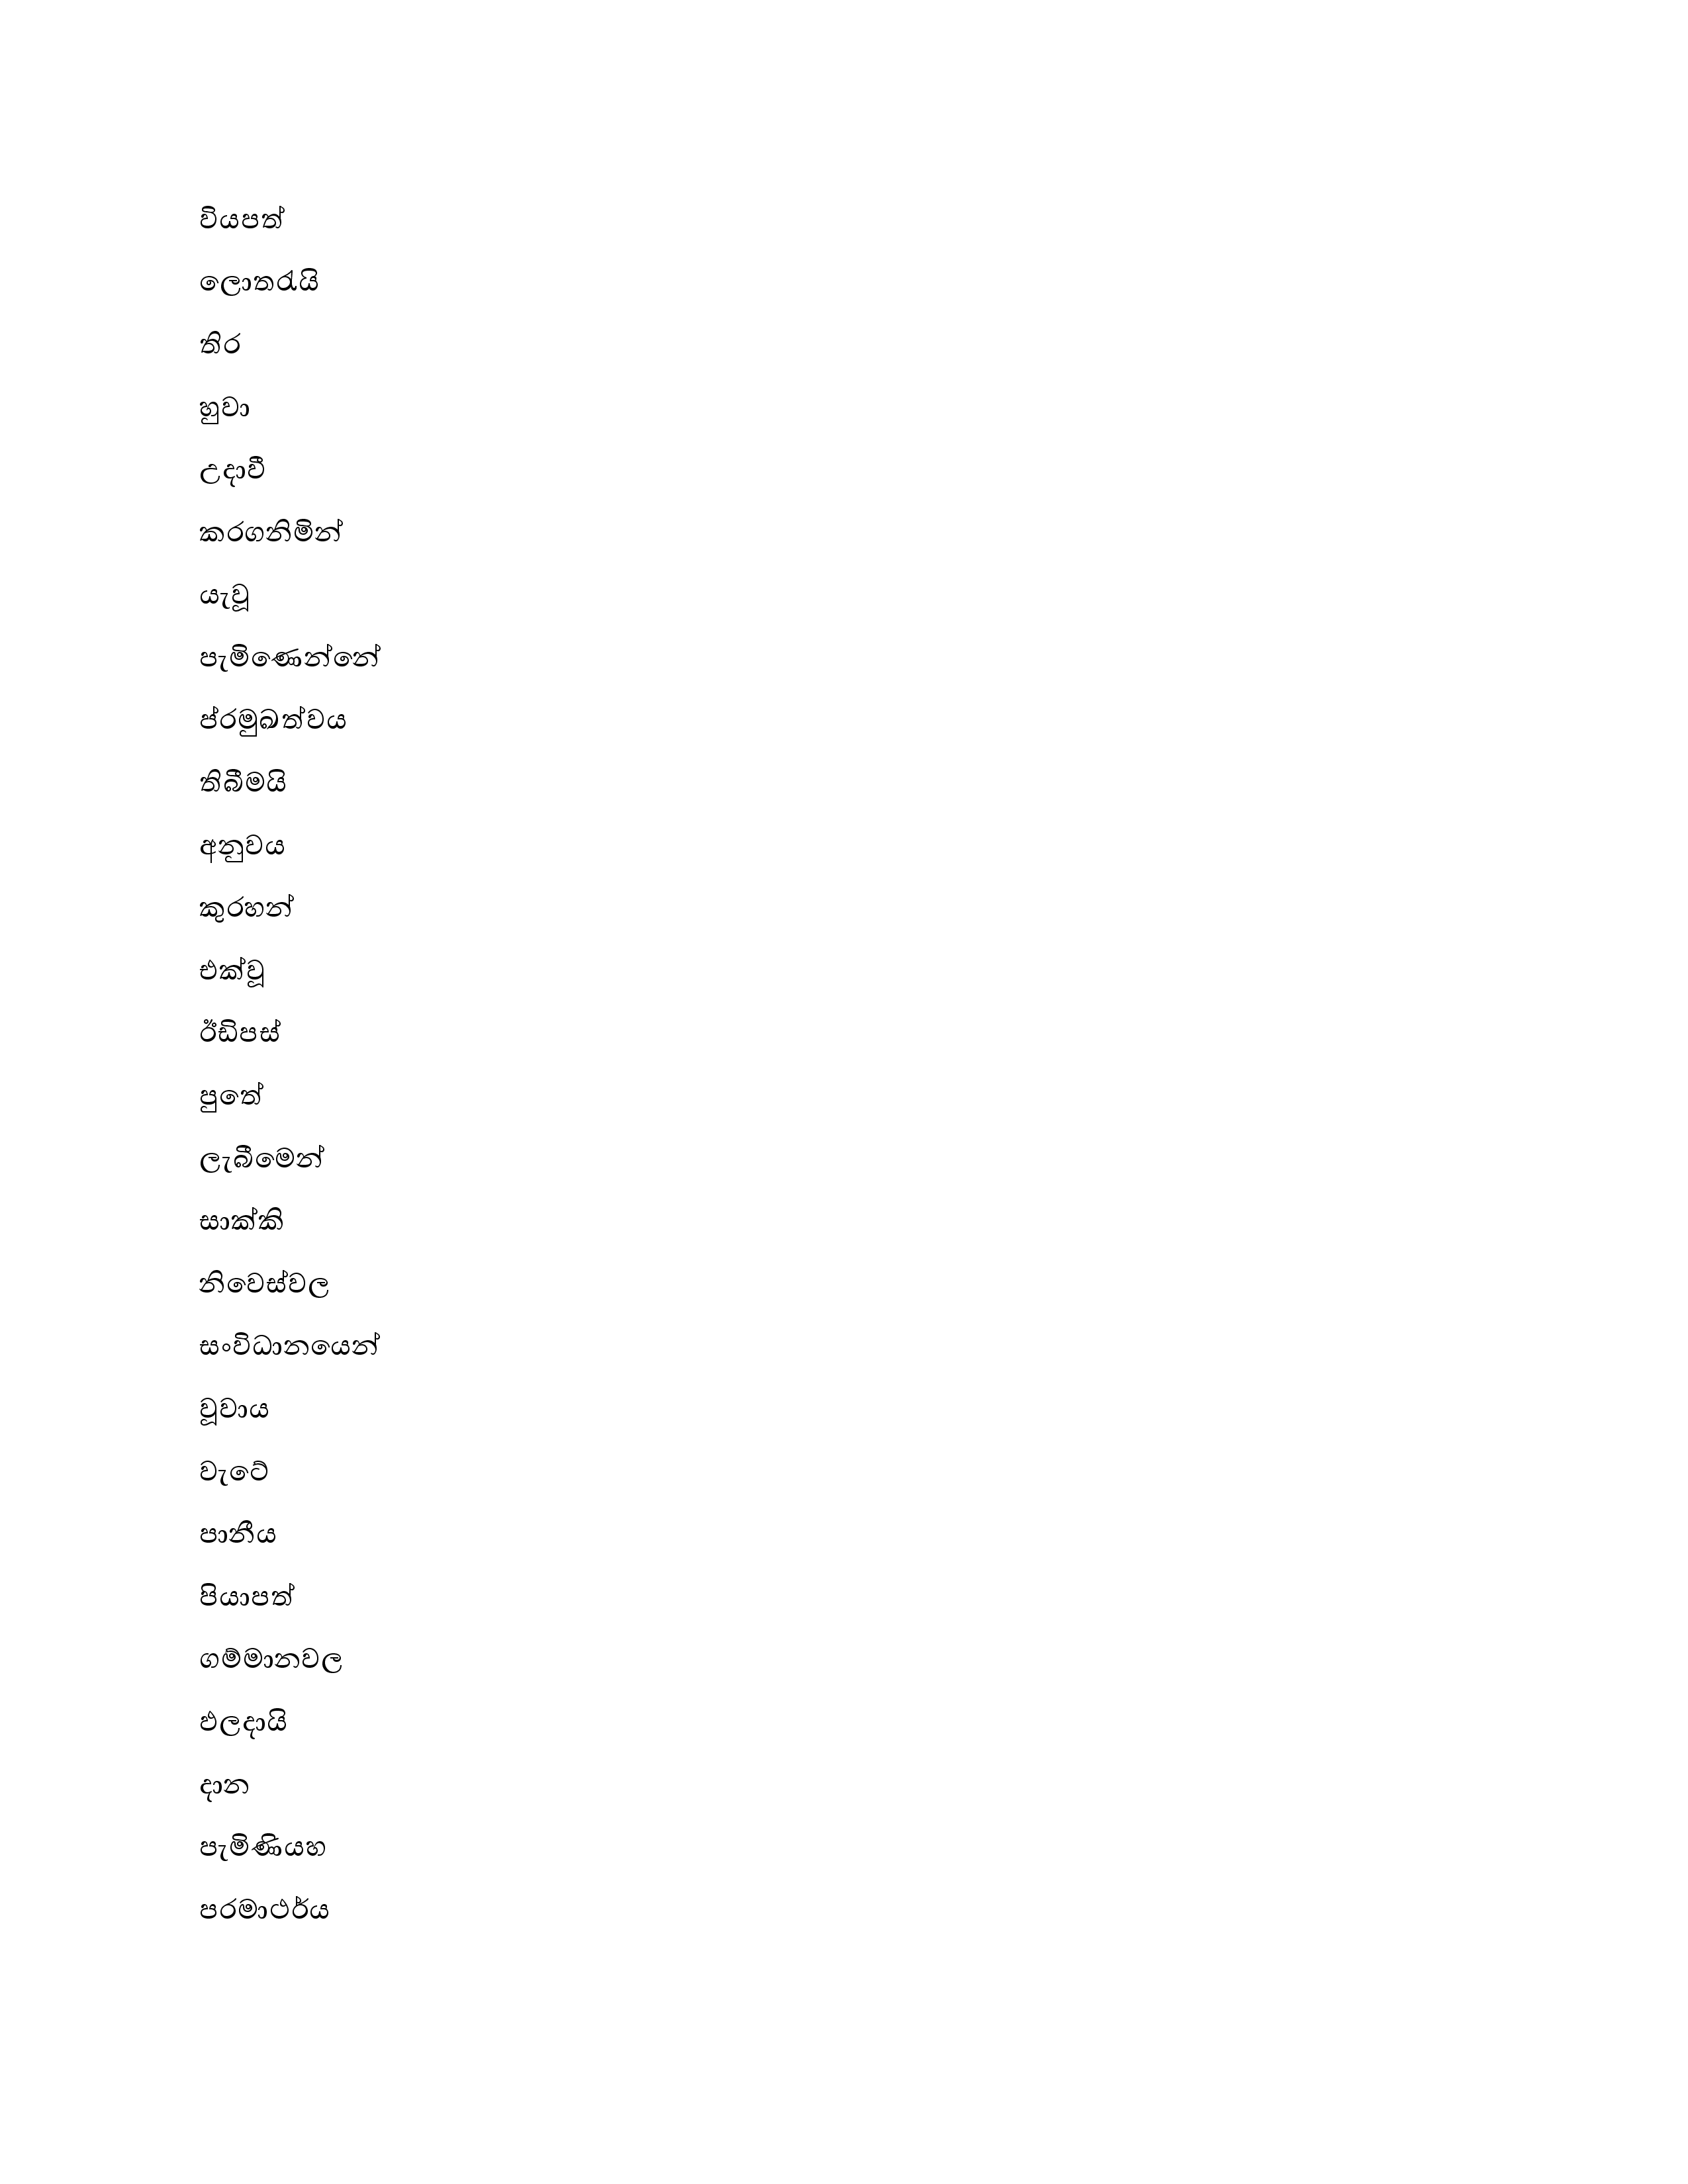 වියපත්
ලොතරැයි
තිර
හුවා
උදාවී
කරගනිමින්
යැවූ
පැමිණෙන්නේ
ප්රමුඛත්වය
තිබීමයි
අනුවය
කුරහන්
එක්වූ
ඊඩිපස්
පුතේ
ලැබීමෙන්
සාක්කි
නිවෙස්වල
සංවිධානයෙන්
වූවාය
වැටේ
පානීය
පියාපත්
ගම්මානවල
ඵලදායි
දාන
පැමිණියහ
පරමාථර්ය